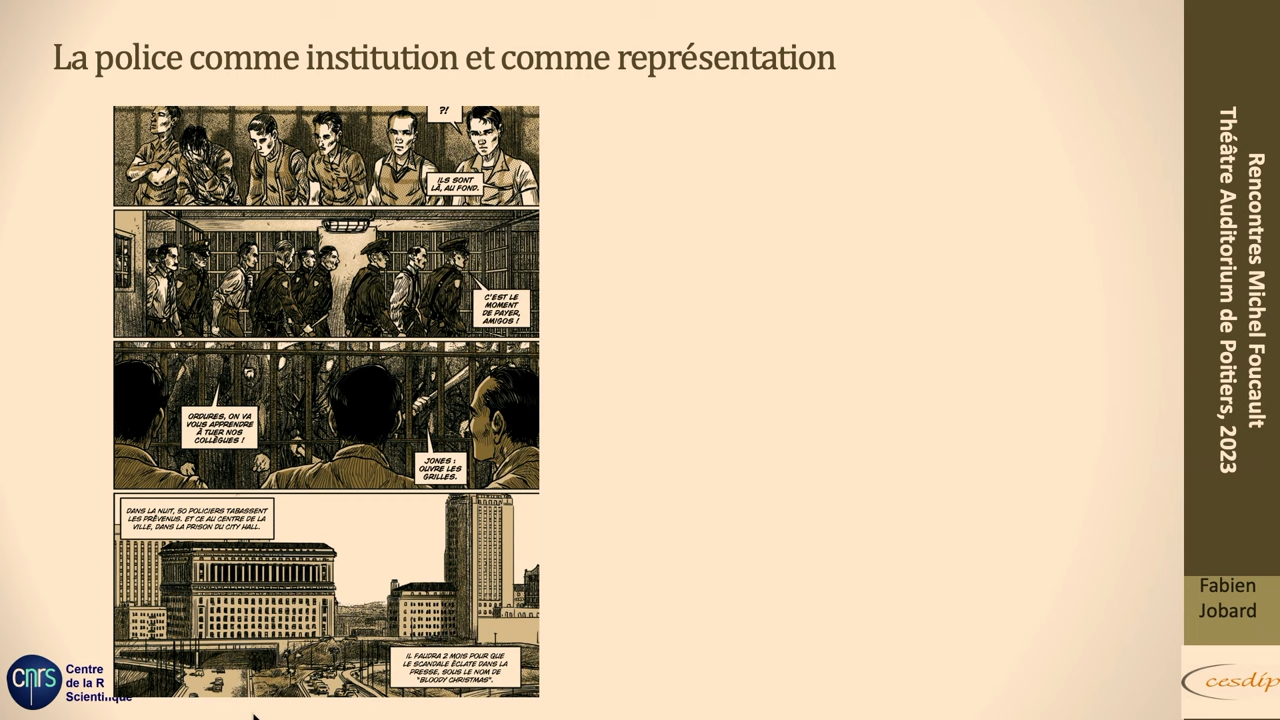 La police comme institution et comme représentation
?!
ILS SONT
LÀ, AU FOND.
C'EST LE
MOMENT
DE PAYER,
AMIGOS !
ORDURES, ON VA
VOUS APPRENDRE
À TUER NOS
COLLÈGUES !
JONES :
OUVRE LES
GRILLES.
DANS LA NUIT, 50 POLICIERS TABASSENT
LES PRÉVENUS. ET CE AU CENTRE DE LA
VILLE, DANS LA PRISON DU CITY HALL.
IL FAUDRA 2 MOIS POUR QUE
LE SCANDALE ÉCLATE DANS LA
PRESSE, SOUS LE NOM DE
"BLOODY CHRISTMAS".
Rencontres Michel Foucault
Théâtre Auditorium de Poitiers, 2023
Fabien
Jobard
cnrs
Centre
de la R
Scientifique
cesdip